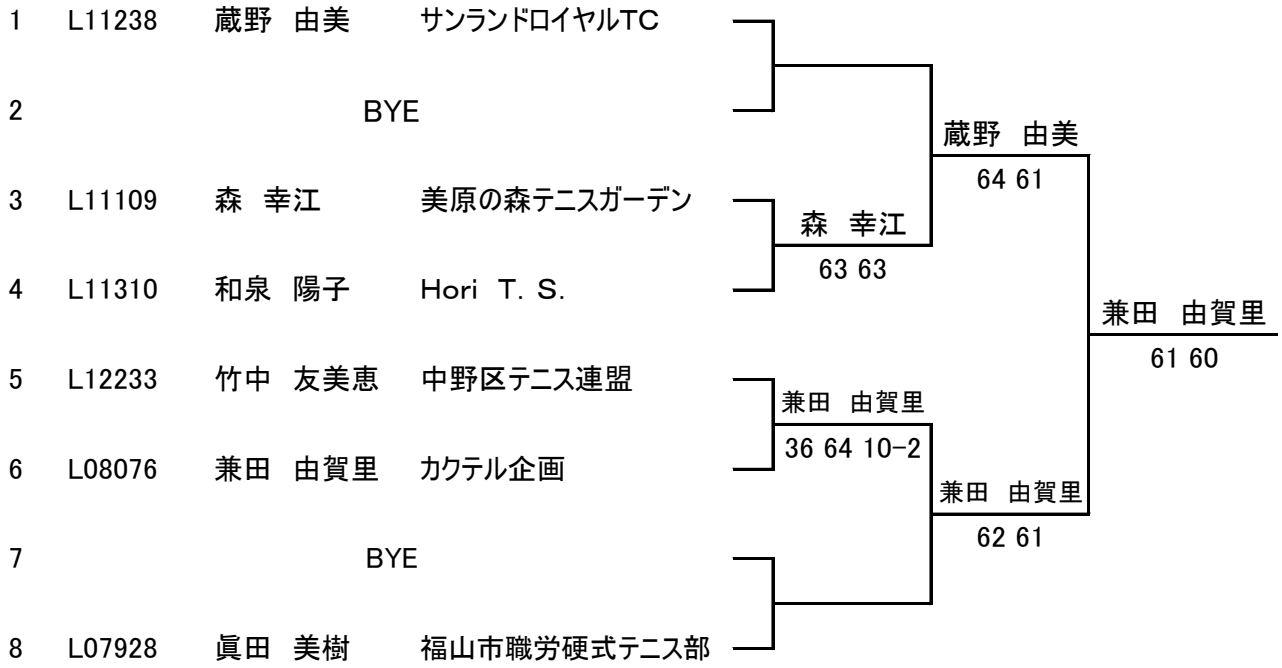 1 L11238 蔵野 由美 サンランドロイヤルTC
2 BYE
蔵野 由美
64 61
3 L11109 森 幸江 美原の森テニスガーデン
森 幸江
63 63
4 L11310 和泉 陽子 Hori T. S.
兼田 由賀里
61 60
5 L12233 竹中 友美恵 中野区テニス連盟
兼田 由賀里
36 64 10-2
6 L08076 兼田 由賀里 カクテル企画
兼田 由賀里
62 61
7 BYE
8 L07928 眞田 美樹 福山市職労硬式テニス部